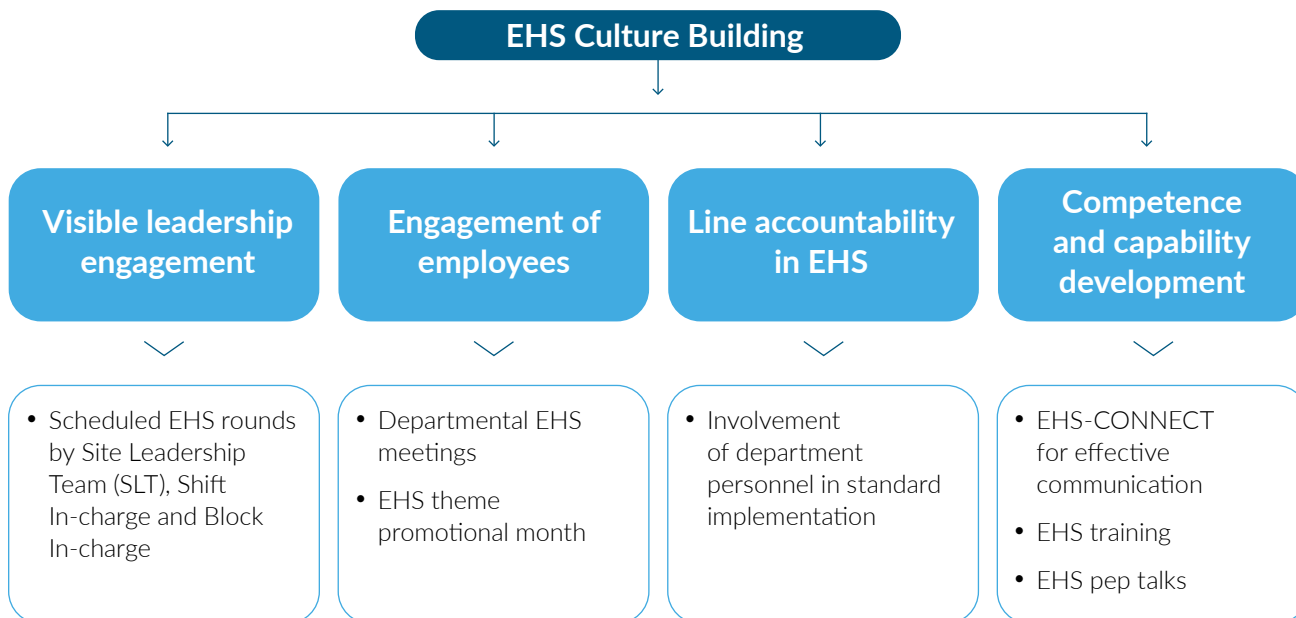 EHS Culture Building
Visible leadership
engagement
Engagement of
employees
Line accountability
in EHS
Competence
and capability
development
• Scheduled EHS rounds
by Site Leadership
Team (SLT), Shift
In-charge and Block
In-charge
• Departmental EHS
meetings
• EHS theme
promotional month
• Involvement
of department
personnel in standard
implementation
• EHS-CONNECT
for effective
communication
• EHS training
• EHS pep talks